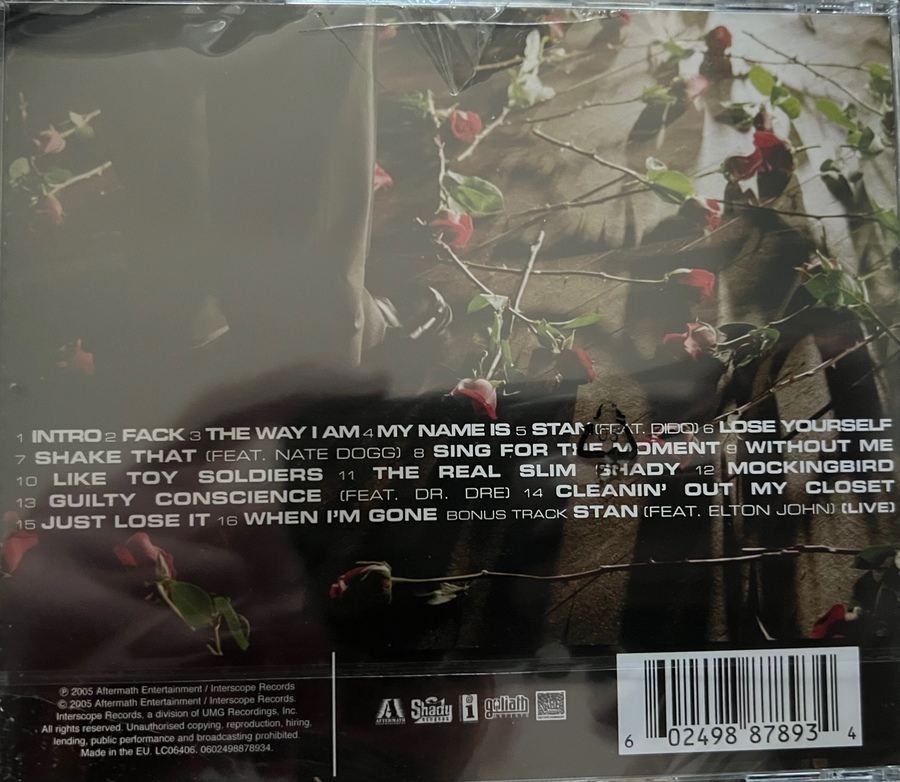 1 INTRO 2 FACK 3 THE WAY I AM 4 MY NAME IS 5 STAN (FEAT. DIDO) 6 LOSE YOURSELF
7 SHAKE THAT (FEAT. NATE DOGG) 8 SING FOR THE MOMENT 9 WITHOUT ME
10 LIKE TOY SOLDIERS 11 THE REAL SLIM SHADY 12 MOCKINGBIRD
13 GUILTY CONSCIENCE (FEAT. DR. DRE) 14 CLEANIN' OUT MY CLOSET
15 JUST LOSE IT 16 WHEN I'M GONE BONUS TRACK STAN (FEAT. ELTON JOHN) (LIVE)
℗ 2005 Aftermath Entertainment / Interscope Records
© 2005 Aftermath Entertainment / Interscope Records
Interscope Records, a division of UMG Recordings, Inc.
All rights reserved. Unauthorised copying, reproduction, hiring,
lending, public performance and broadcasting prohibited.
Made in the EU. LC06406. 0602498878934.
AFTERMATH
Shady
RECORDS
i
goliath
ARTISTS
6 02498 87893 4